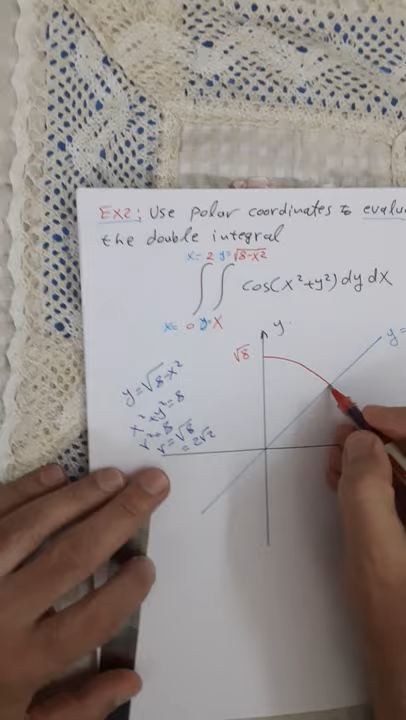 EX2: Use polar coordinates to evalu
the double integral
x=2 y=√8-x²
∫∫ cos(x²+y²) dy dx
x=0 y=x
y
y=
√8
y=√8-x²
x²+y²=8
r²=8
r=√8
=2√2